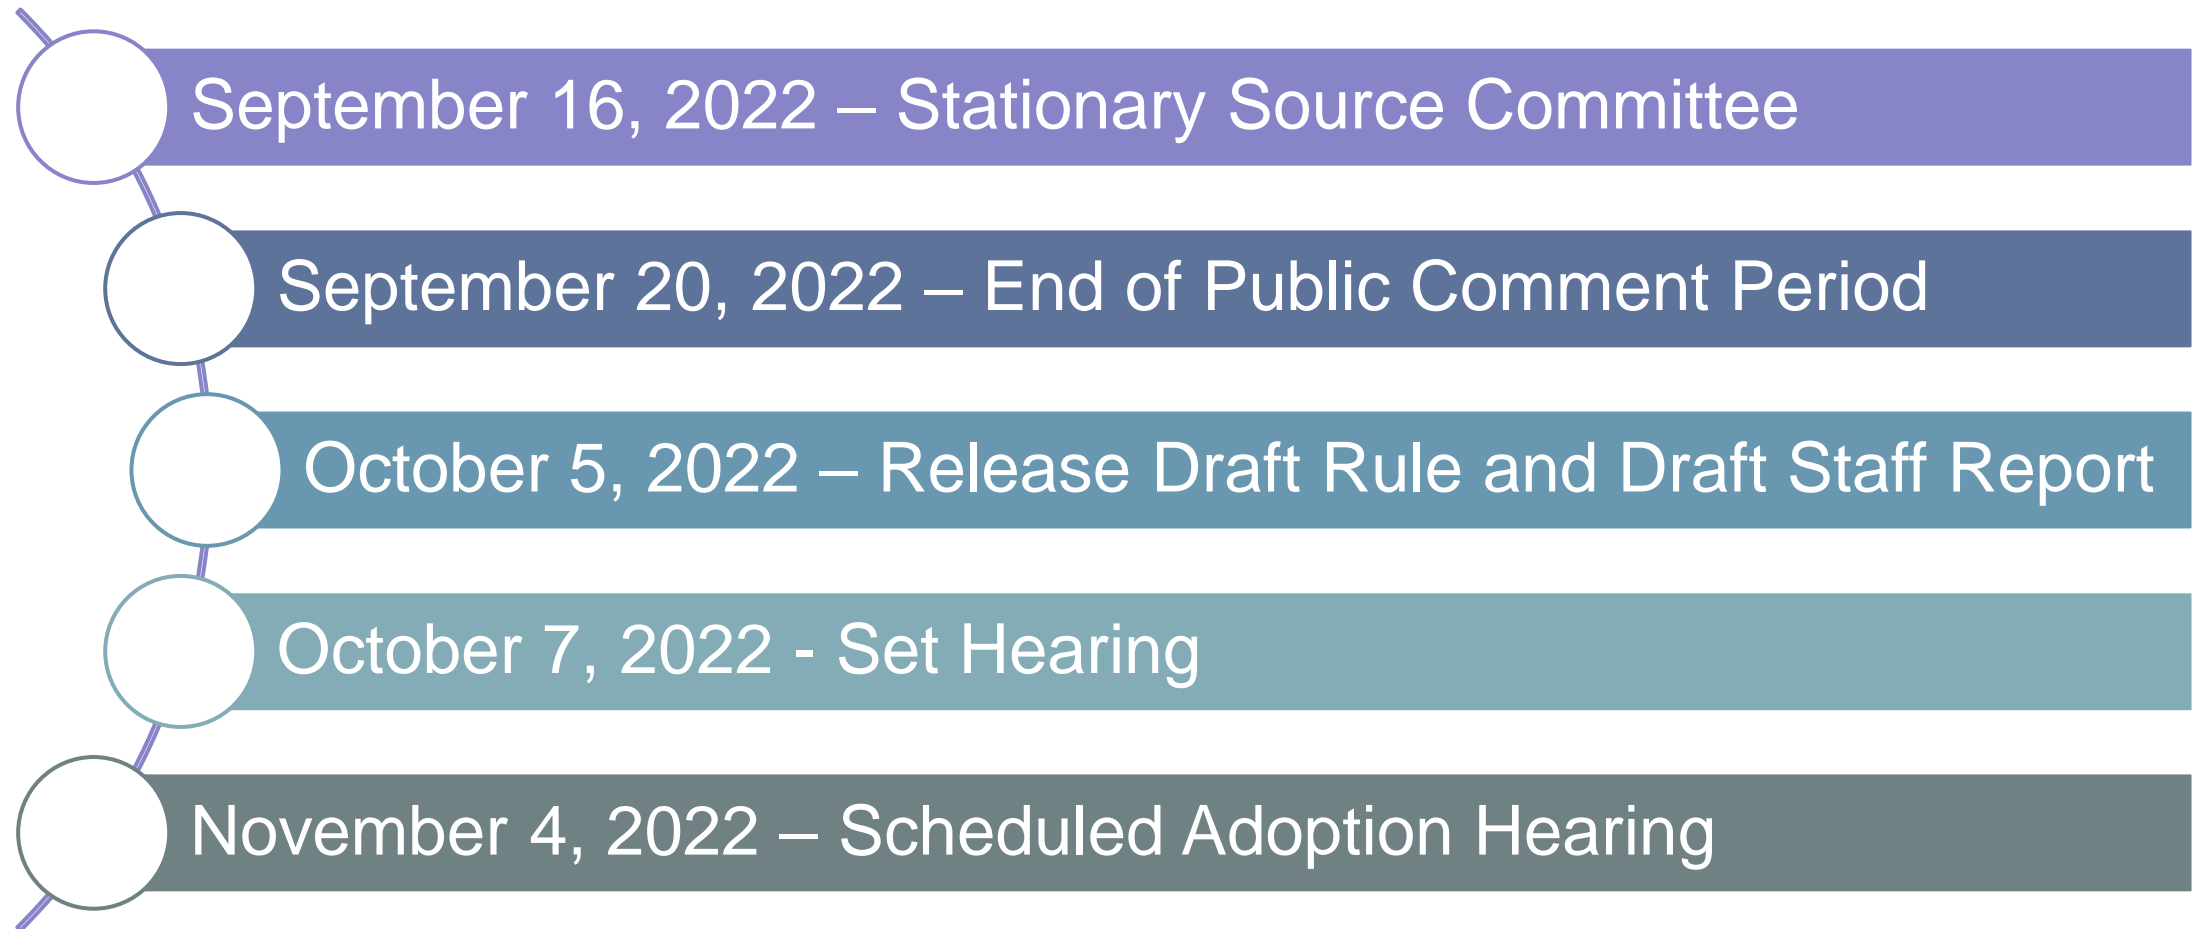 September 16, 2022 – Stationary Source Committee
September 20, 2022 – End of Public Comment Period
October 5, 2022 – Release Draft Rule and Draft Staff Report
October 7, 2022 - Set Hearing
November 4, 2022 – Scheduled Adoption Hearing